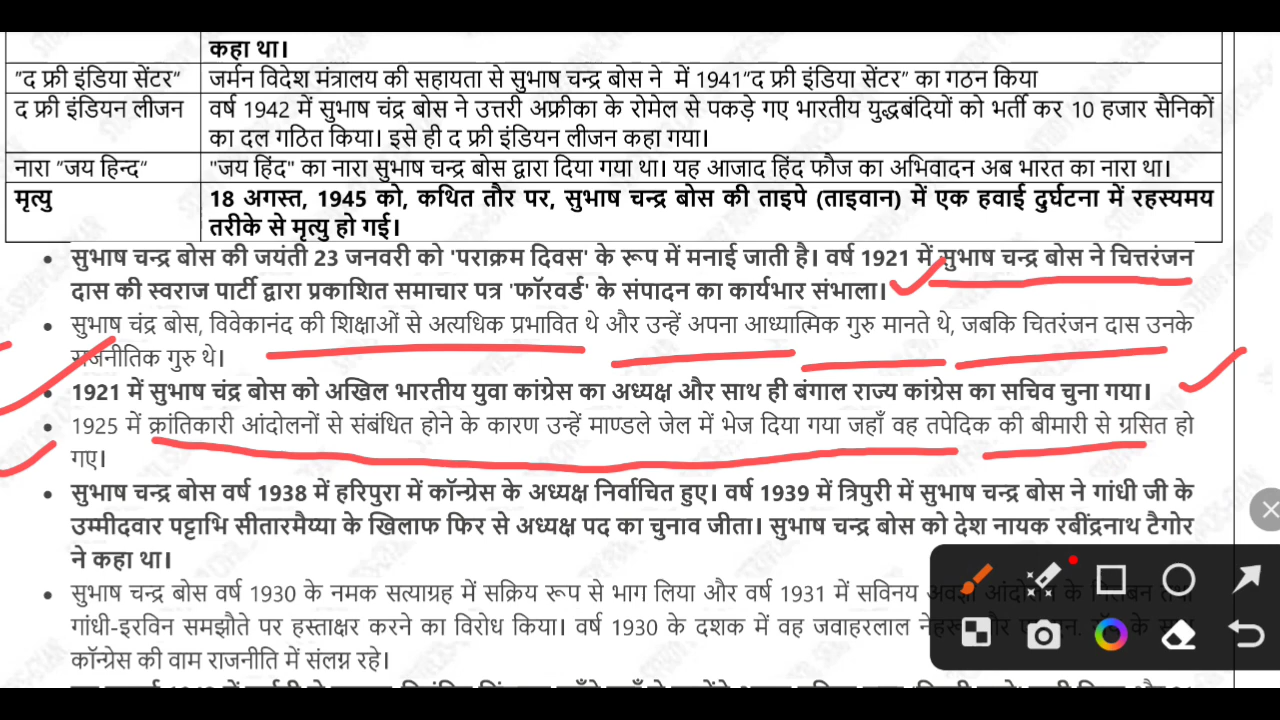 कहा था।
"द फ्री इंडिया सेंटर" जर्मन विदेश मंत्रालय की सहायता से सुभाष चन्द्र बोस ने में 1941"द फ्री इंडिया सेंटर" का गठन किया
द फ्री इंडियन लीजन वर्ष 1942 में सुभाष चंद्र बोस ने उत्तरी अफ्रीका के रोमेल से पकड़े गए भारतीय युद्धबंदियों को भर्ती कर 10 हजार सैनिकों
का दल गठित किया। इसे ही द फ्री इंडियन लीजन कहा गया।
नारा "जय हिन्द" "जय हिंद" का नारा सुभाष चन्द्र बोस द्वारा दिया गया था। यह आजाद हिंद फौज का अभिवादन अब भारत का नारा था।
मृत्यु 18 अगस्त, 1945 को, कथित तौर पर, सुभाष चन्द्र बोस की ताइपे (ताइवान) में एक हवाई दुर्घटना में रहस्यमय
तरीके से मृत्यु हो गई।
• सुभाष चन्द्र बोस की जयंती 23 जनवरी को 'पराक्रम दिवस' के रूप में मनाई जाती है। वर्ष 1921 में सुभाष चन्द्र बोस ने चित्तरंजन
दास की स्वराज पार्टी द्वारा प्रकाशित समाचार पत्र 'फॉरवर्ड' के संपादन का कार्यभार संभाला।
• सुभाष चंद्र बोस, विवेकानंद की शिक्षाओं से अत्यधिक प्रभावित थे और उन्हें अपना आध्यात्मिक गुरु मानते थे, जबकि चितरंजन दास उनके
राजनीतिक गुरु थे।
• 1921 में सुभाष चंद्र बोस को अखिल भारतीय युवा कांग्रेस का अध्यक्ष और साथ ही बंगाल राज्य कांग्रेस का सचिव चुना गया।
• 1925 में क्रांतिकारी आंदोलनों से संबंधित होने के कारण उन्हें माण्डले जेल में भेज दिया गया जहाँ वह तपेदिक की बीमारी से ग्रसित हो
गए।
• सुभाष चन्द्र बोस वर्ष 1938 में हरिपुरा में कॉन्ग्रेस के अध्यक्ष निर्वाचित हुए। वर्ष 1939 में त्रिपुरी में सुभाष चन्द्र बोस ने गांधी जी के
उम्मीदवार पट्टाभि सीतारमैय्या के खिलाफ फिर से अध्यक्ष पद का चुनाव जीता। सुभाष चन्द्र बोस को देश नायक रबींद्रनाथ टैगोर
ने कहा था।
• सुभाष चन्द्र बोस वर्ष 1930 के नमक सत्याग्रह में सक्रिय रूप से भाग लिया और वर्ष 1931 में सविनय अवज्ञा आंदोलन के
गांधी-इरविन समझौते पर हस्ताक्षर करने का विरोध किया। वर्ष 1930 के दशक में वह जवाहरलाल नेहरू और
कॉन्ग्रेस की वाम राजनीति में संलग्न रहे।